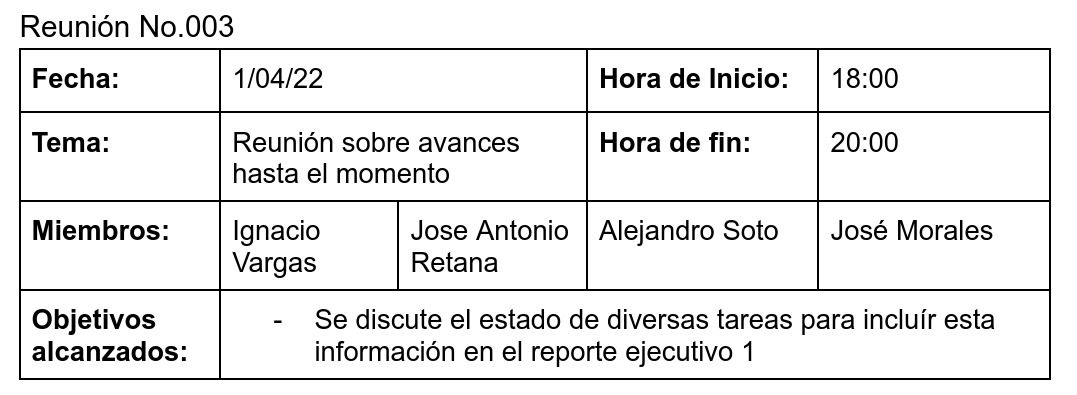 Reunión No.003
Fecha: 1/04/22 Hora de Inicio: 18:00
Tema: Reunión sobre avances hasta el momento Hora de fin: 20:00
Miembros: Ignacio Vargas Jose Antonio Retana Alejandro Soto José Morales
Objetivos alcanzados: - Se discute el estado de diversas tareas para incluír esta
información en el reporte ejecutivo 1